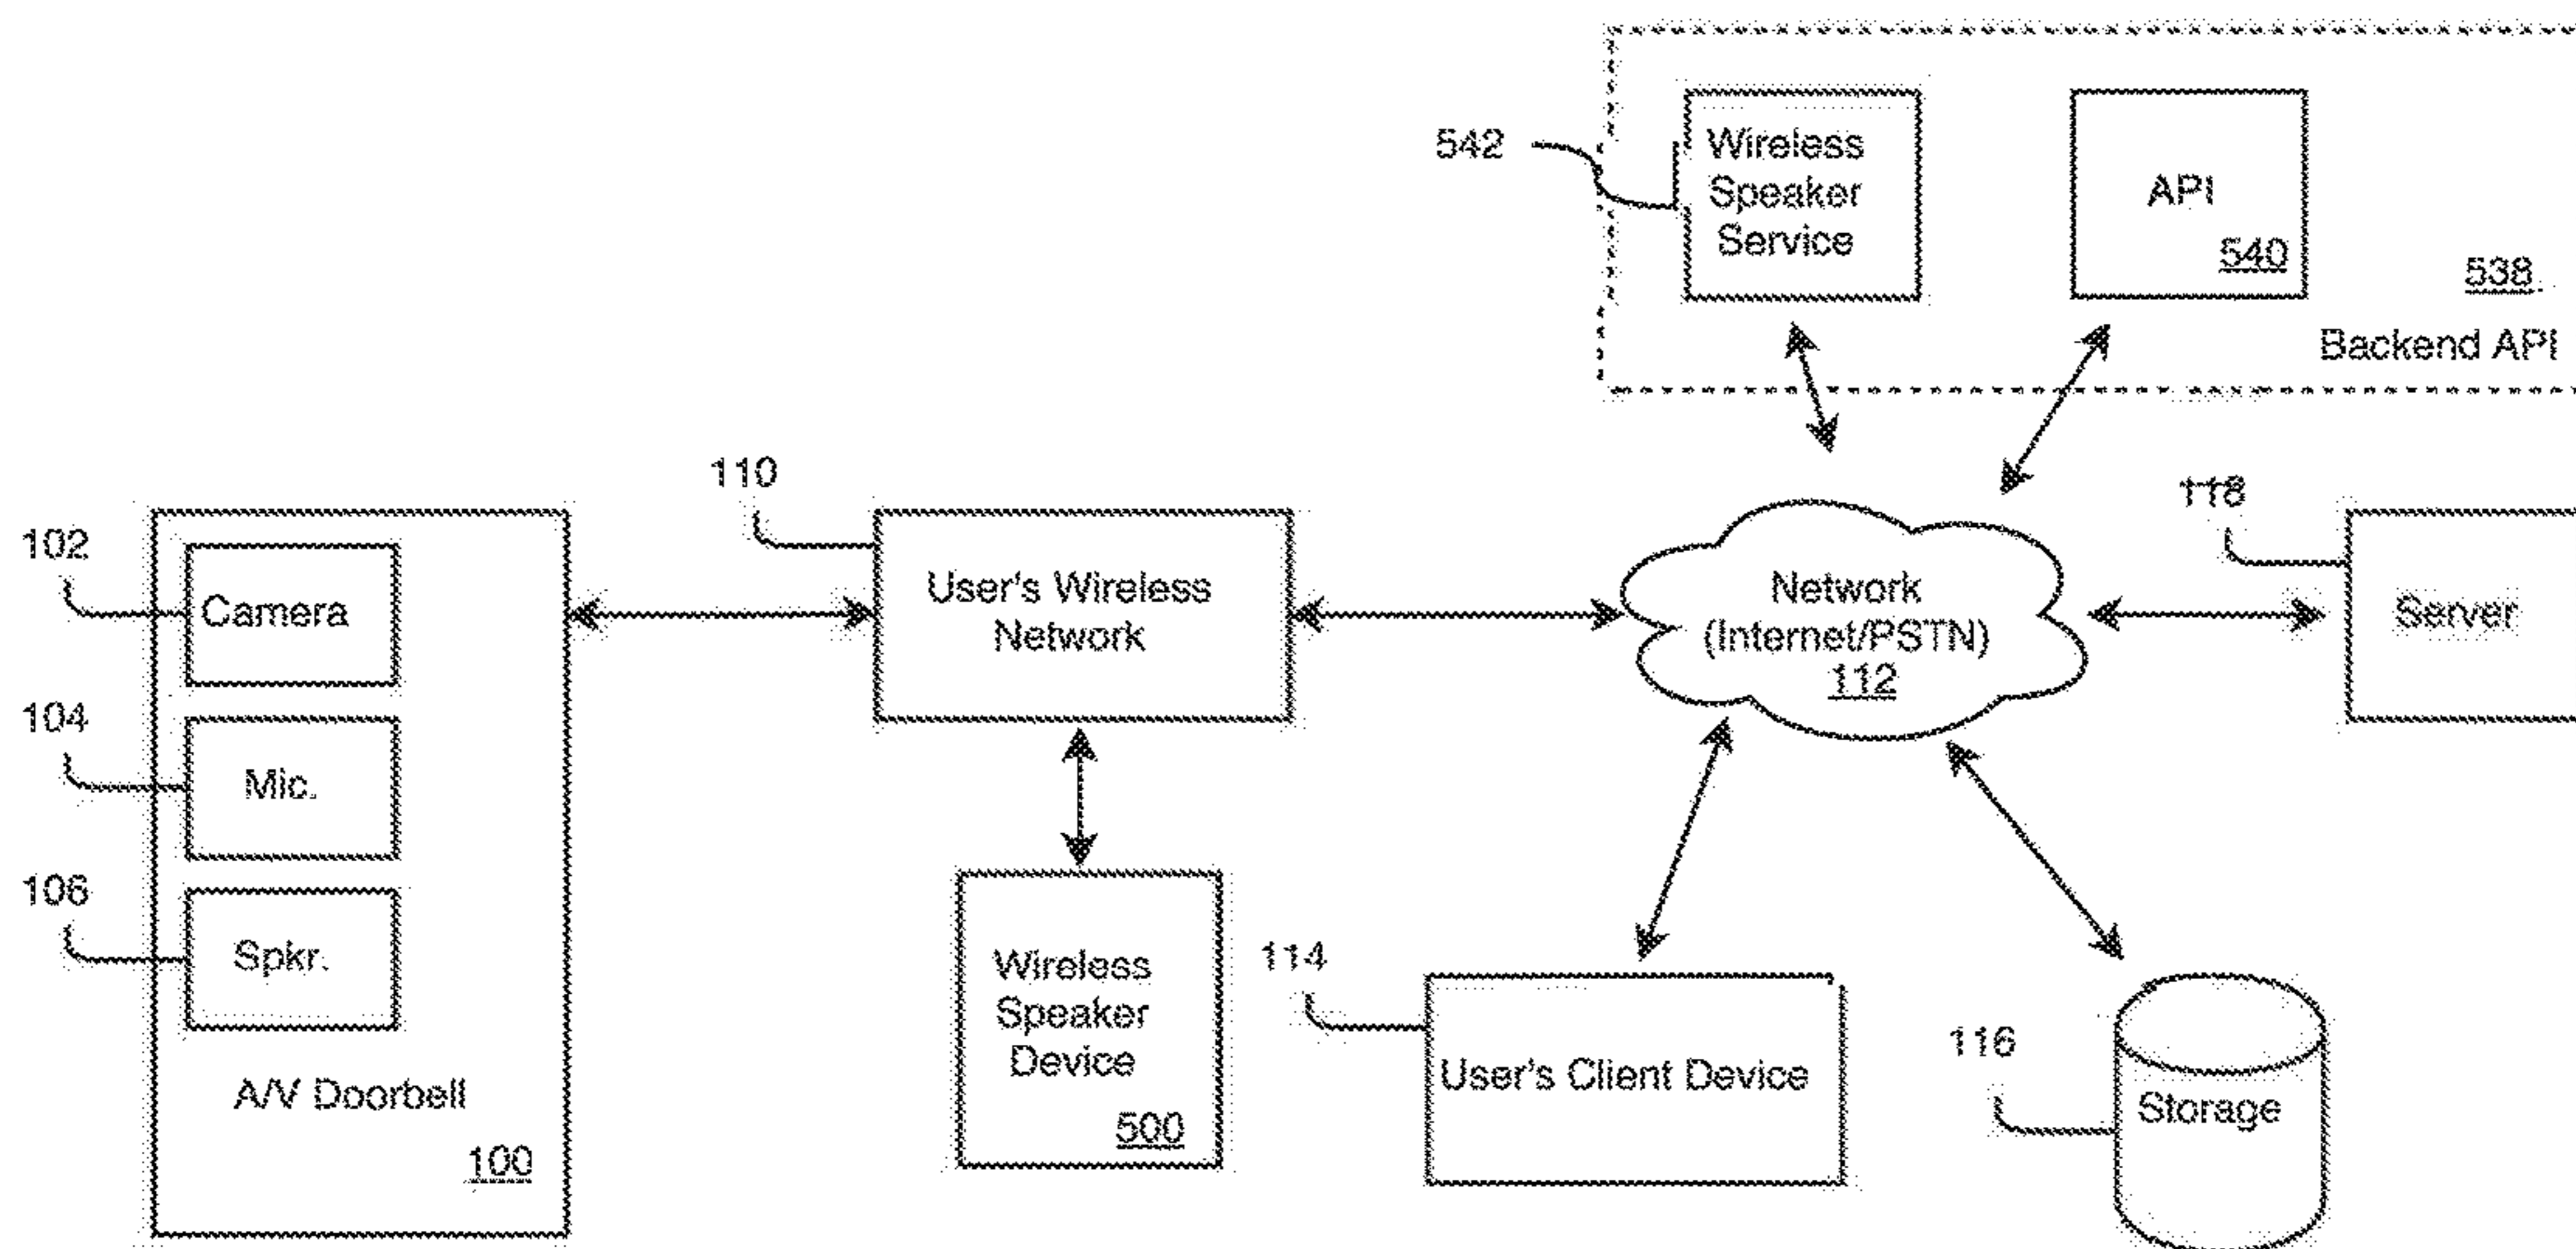 542
Wireless
Speaker
Service
API
540
538
Backend API
110
118
102
Camera
User's Wireless
Network
Network
(Internet/PSTN)
112
Server
104
Mic.
106
Spkr.
A/V Doorbell
100
Wireless
Speaker
Device
500
114
User's Client Device
116
Storage